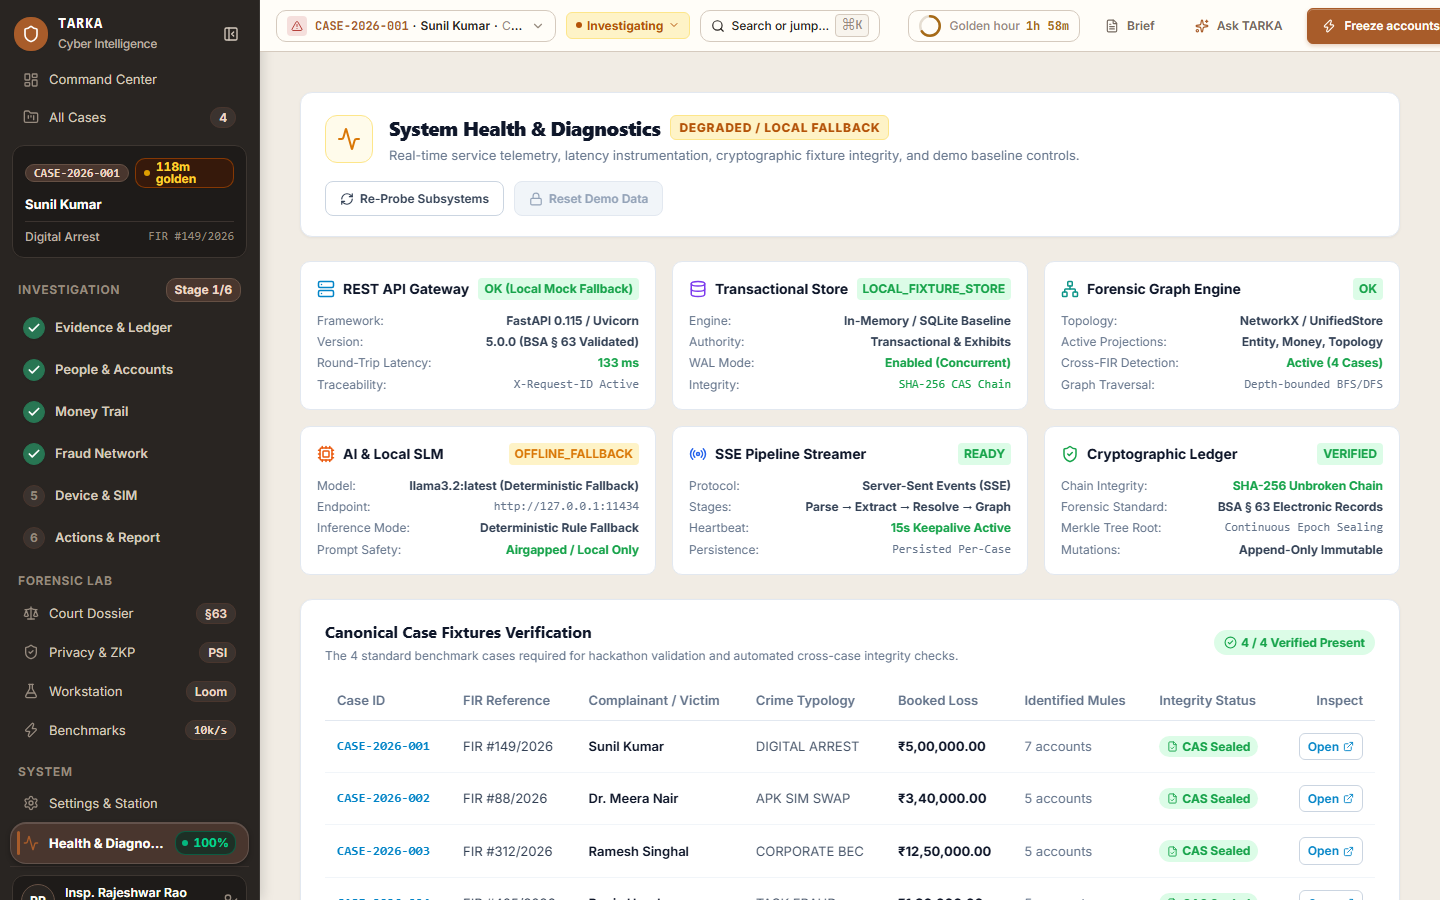 TARKA
Cyber Intelligence
Command Center
All Cases 4
CASE-2026-001 118m golden
Sunil Kumar
Digital Arrest FIR #149/2026
INVESTIGATION Stage 1/6
Evidence & Ledger
People & Accounts
Money Trail
Fraud Network
5 Device & SIM
6 Actions & Report
FORENSIC LAB
Court Dossier §63
Privacy & ZKP PSI
Workstation Loom
Benchmarks 10k/s
SYSTEM
Settings & Station
Health & Diagno... 100%
Insp. Rajeshwar Rao
CASE-2026-001 · Sunil Kumar · C... Investigating Search or jump... ⌘K Golden hour 1h 58m Brief Ask TARKA Freeze accounts
System Health & Diagnostics DEGRADED / LOCAL FALLBACK
Real-time service telemetry, latency instrumentation, cryptographic fixture integrity, and demo baseline controls.
Re-Probe Subsystems Reset Demo Data
REST API Gateway OK (Local Mock Fallback)
Framework: FastAPI 0.115 / Uvicorn
Version: 5.0.0 (BSA § 63 Validated)
Round-Trip Latency: 133 ms
Traceability: X-Request-ID Active
Transactional Store LOCAL_FIXTURE_STORE
Engine: In-Memory / SQLite Baseline
Authority: Transactional & Exhibits
WAL Mode: Enabled (Concurrent)
Integrity: SHA-256 CAS Chain
Forensic Graph Engine OK
Topology: NetworkX / UnifiedStore
Active Projections: Entity, Money, Topology
Cross-FIR Detection: Active (4 Cases)
Graph Traversal: Depth-bounded BFS/DFS
AI & Local SLM OFFLINE_FALLBACK
Model: llama3.2:latest (Deterministic Fallback)
Endpoint: http://127.0.0.1:11434
Inference Mode: Deterministic Rule Fallback
Prompt Safety: Airgapped / Local Only
SSE Pipeline Streamer READY
Protocol: Server-Sent Events (SSE)
Stages: Parse → Extract → Resolve → Graph
Heartbeat: 15s Keepalive Active
Persistence: Persisted Per-Case
Cryptographic Ledger VERIFIED
Chain Integrity: SHA-256 Unbroken Chain
Forensic Standard: BSA § 63 Electronic Records
Merkle Tree Root: Continuous Epoch Sealing
Mutations: Append-Only Immutable
Canonical Case Fixtures Verification
The 4 standard benchmark cases required for hackathon validation and automated cross-case integrity checks.
4 / 4 Verified Present
Case ID FIR Reference Complainant / Victim Crime Typology Booked Loss Identified Mules Integrity Status Inspect
CASE-2026-001 FIR #149/2026 Sunil Kumar DIGITAL ARREST ₹5,00,000.00 7 accounts CAS Sealed Open
CASE-2026-002 FIR #88/2026 Dr. Meera Nair APK SIM SWAP ₹3,40,000.00 5 accounts CAS Sealed Open
CASE-2026-003 FIR #312/2026 Ramesh Singhal CORPORATE BEC ₹12,50,000.00 5 accounts CAS Sealed Open